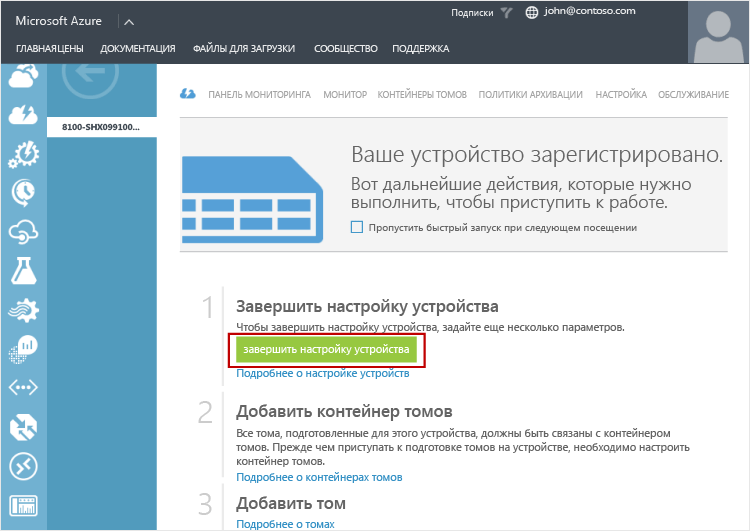 Microsoft Azure
Подписки
john@contoso.com
ГЛАВНАЯ ЦЕНЫ ДОКУМЕНТАЦИЯ ФАЙЛЫ ДЛЯ ЗАГРУЗКИ СООБЩЕСТВО ПОДДЕРЖКА
8100-SHX099100...
ПАНЕЛЬ МОНИТОРИНГА МОНИТОР КОНТЕЙНЕРЫ ТОМОВ ПОЛИТИКИ АРХИВАЦИИ НАСТРОЙКА ОБСЛУЖИВАНИЕ
Ваше устройство зарегистрировано.
Вот дальнейшие действия, которые нужно
выполнить, чтобы приступить к работе.
Пропустить быстрый запуск при следующем посещении
1 Завершить настройку устройства
Чтобы завершить настройку устройства, задайте еще несколько параметров.
завершить настройку устройства
Подробнее о настройке устройств
2 Добавить контейнер томов
Все тома, подготовленные для этого устройства, должны быть связаны с контейнером
томов. Прежде чем приступать к подготовке томов на устройстве, необходимо настроить
контейнер томов.
Подробнее о контейнерах томов
3 Добавить том
Подробнее о томах